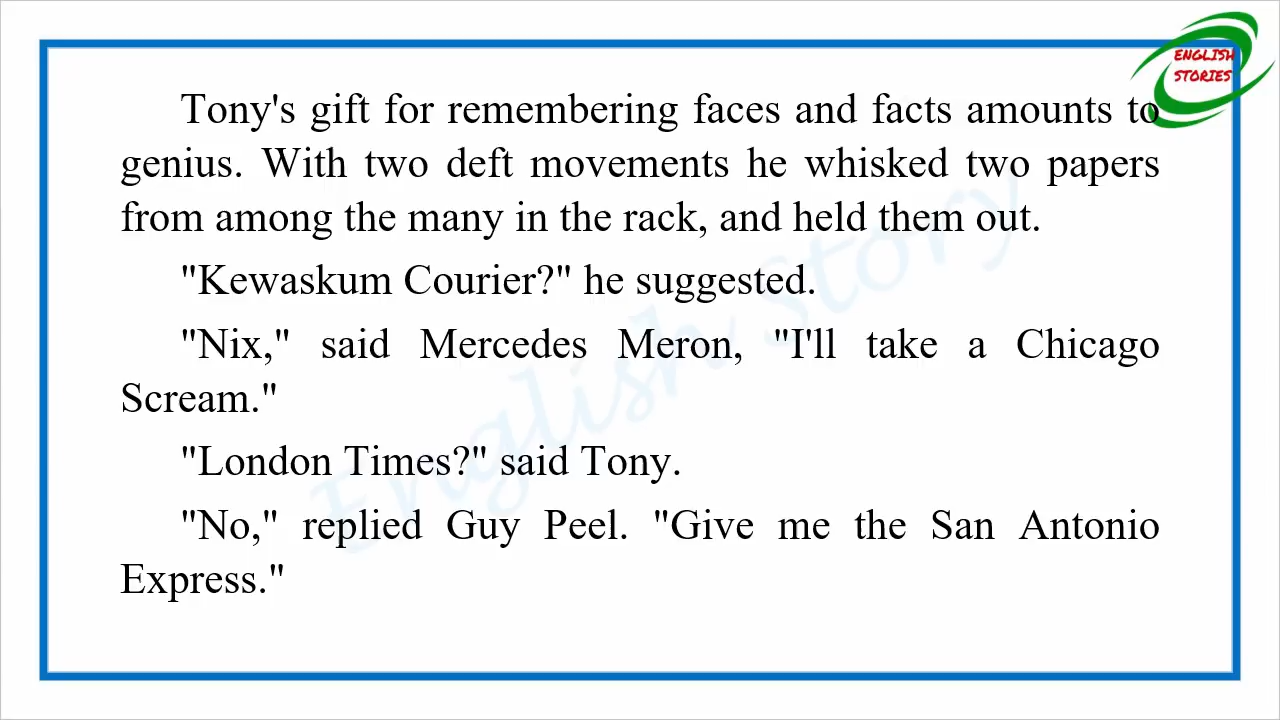 ENGLISH
STORIES
Tony's gift for remembering faces and facts amounts to
genius. With two deft movements he whisked two papers
from among the many in the rack, and held them out.
"Kewaskum Courier?" he suggested.
"Nix," said Mercedes Meron, "I'll take a Chicago
Scream."
"London Times?" said Tony.
"No," replied Guy Peel. "Give me the San Antonio
Express."
English Story